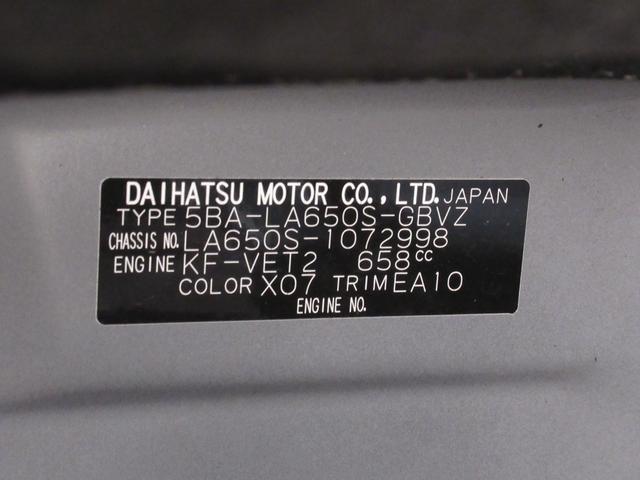 DAIHATSU MOTOR CO., LTD. JAPAN
TYPE 5BA-LA650S-GBVZ
CHASSIS NO. LA650S-1072998
ENGINE KF-VET2 658cc
COLOR X07 TRIM EA10
ENGINE NO.